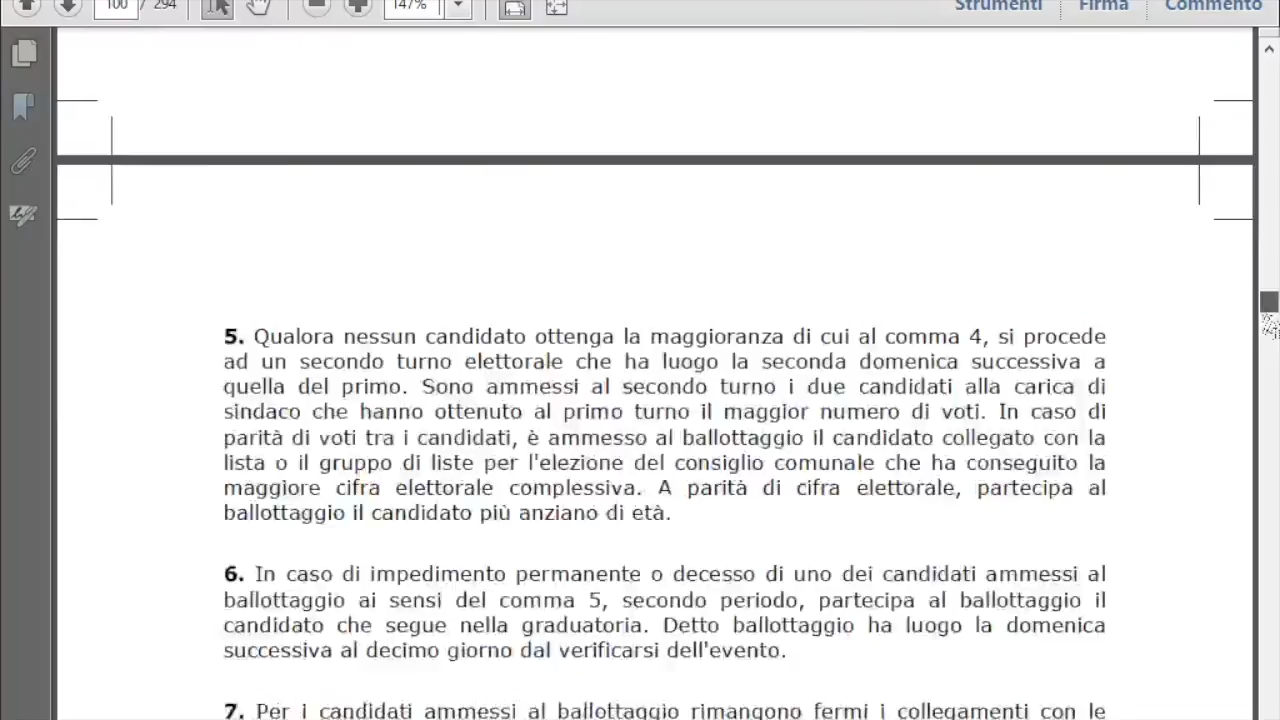 100 / 294 147% Strumenti Firma Commento
5. Qualora nessun candidato ottenga la maggioranza di cui al comma 4, si procede
ad un secondo turno elettorale che ha luogo la seconda domenica successiva a
quella del primo. Sono ammessi al secondo turno i due candidati alla carica di
sindaco che hanno ottenuto al primo turno il maggior numero di voti. In caso di
parità di voti tra i candidati, è ammesso al ballottaggio il candidato collegato con la
lista o il gruppo di liste per l'elezione del consiglio comunale che ha conseguito la
maggiore cifra elettorale complessiva. A parità di cifra elettorale, partecipa al
ballottaggio il candidato più anziano di età.
6. In caso di impedimento permanente o decesso di uno dei candidati ammessi al
ballottaggio ai sensi del comma 5, secondo periodo, partecipa al ballottaggio il
candidato che segue nella graduatoria. Detto ballottaggio ha luogo la domenica
successiva al decimo giorno dal verificarsi dell'evento.
7. Per i candidati ammessi al ballottaggio rimangono fermi i collegamenti con le